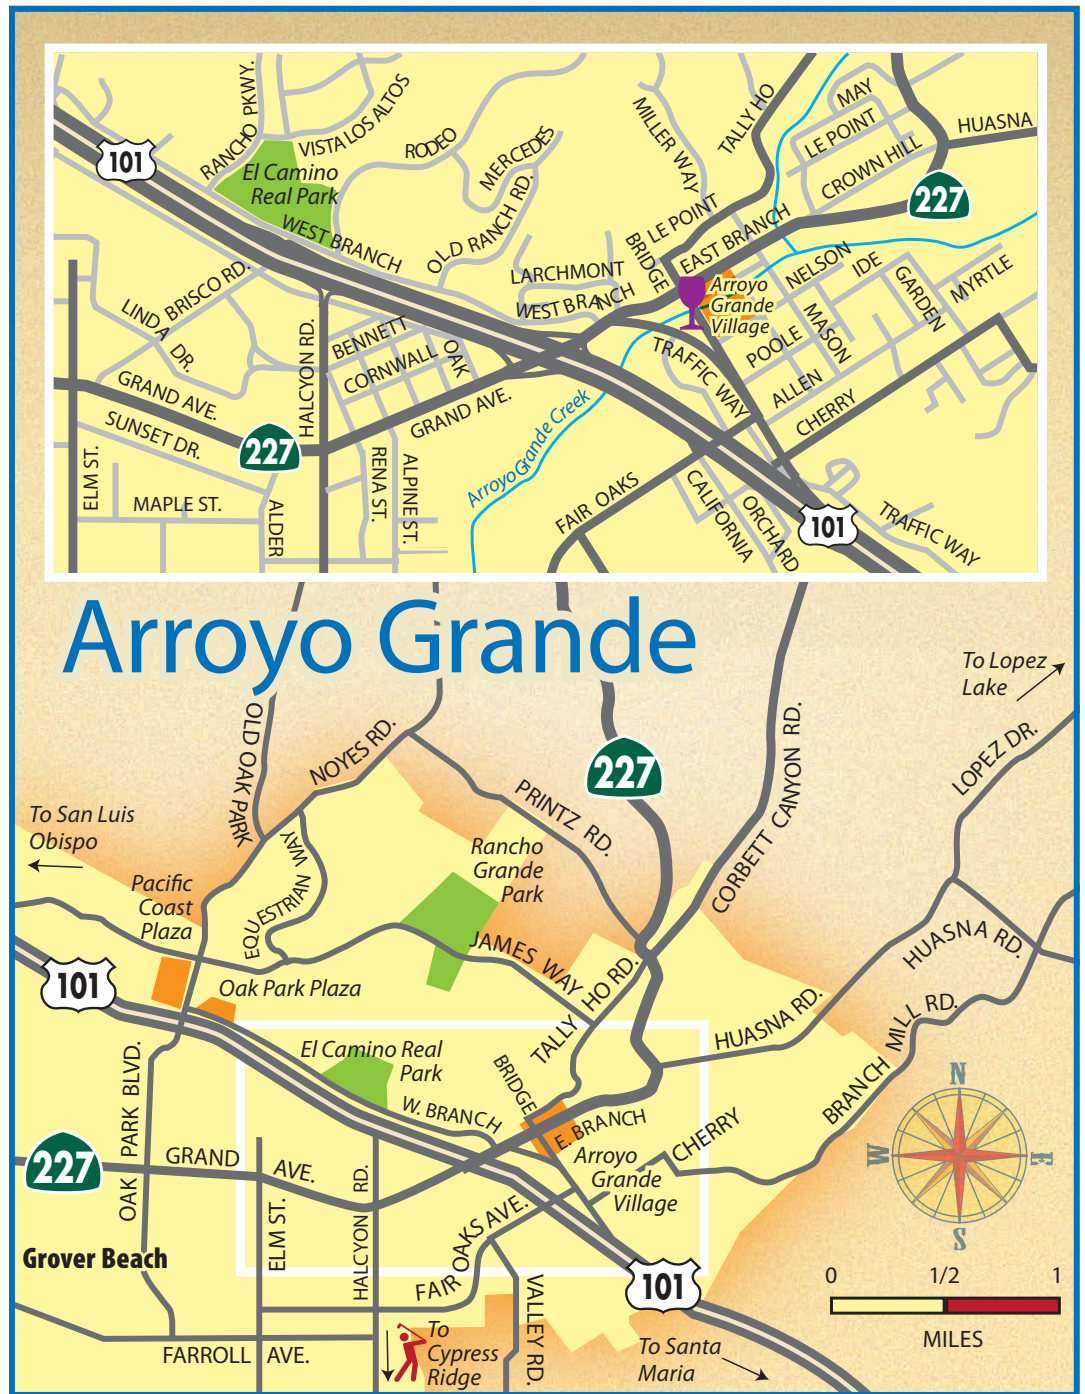 101
RANCHO PKWY.
VISTA LOS ALTOS
El Camino
Real Park
RODEO
MERCEDES
OLD RANCH RD.
WEST BRANCH
MILLER WAY
TALLY HO
MAY
LE POINT
CROWN HILL
HUASNA
227
LE POINT
BRIDGE
EAST BRANCH
LARCHMONT
WEST BRANCH
Arroyo
Grande
Village
NELSON
IDE
GARDEN
MYRTLE
MASON
POOLE
ALLEN
CHERRY
TRAFFIC WAY
LINDA DR.
BRISCO RD.
HALCYON RD.
BENNETT
CORNWALL
OAK
GRAND AVE.
GRAND AVE.
SUNSET DR.
227
ELM ST.
MAPLE ST.
ALDER
RENA ST.
ALPINE ST.
Arroyo Grande Creek
FAIR OAKS
CALIFORNIA
ORCHARD
101
TRAFFIC WAY
Arroyo Grande
To Lopez
Lake
OLD OAK PARK
NOYES RD.
227
CORBETT CANYON RD.
LOPEZ DR.
PRINTZ RD.
To San Luis
Obispo
EQUESTRIAN WAY
Rancho
Grande
Park
Pacific
Coast
Plaza
JAMES WAY
HUASNA RD.
101
Oak Park Plaza
TALLY HO RD.
HUASNA RD.
BRANCH MILL RD.
El Camino Real
Park
BRIDGE
W. BRANCH
OAK PARK BLVD.
E. BRANCH
CHERRY
Arroyo
Grande
Village
227
GRAND AVE.
ELM ST.
HALCYON RD.
FAIR OAKS AVE.
Grover Beach
101
VALLEY RD.
FARROLL AVE.
To
Cypress
Ridge
To Santa
Maria
N
W
E
S
0 1/2 1
MILES